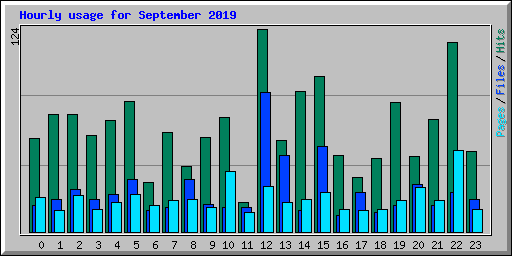 Hourly usage for September 2019
124
Pages/Files/Hits
0 1 2 3 4 5 6 7 8 9 10 11 12 13 14 15 16 17 18 19 20 21 22 23